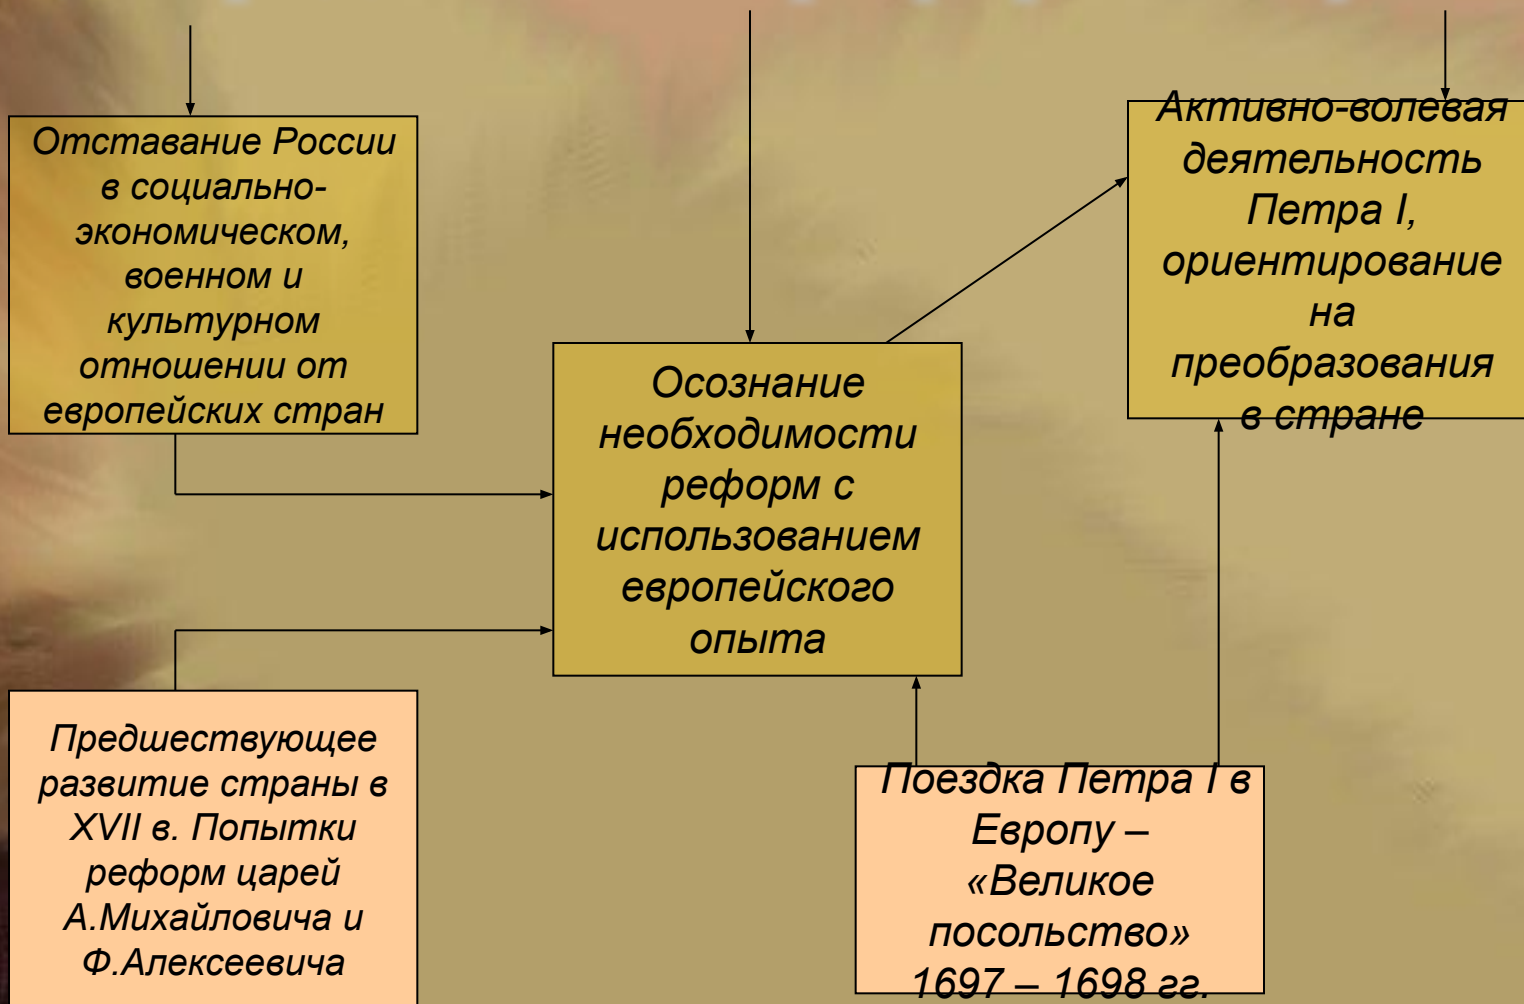 Отставание России
в социально-
экономическом,
военном и
культурном
отношении от
европейских стран
Осознание
необходимости
реформ с
использованием
европейского
опыта
Активно-волевая
деятельность
Петра I,
ориентирование
на
преобразования
в стране
Предшествующее
развитие страны в
XVII в. Попытки
реформ царей
А.Михайловича и
Ф.Алексеевича
Поездка Петра I в
Европу –
«Великое
посольство»
1697 – 1698 гг.